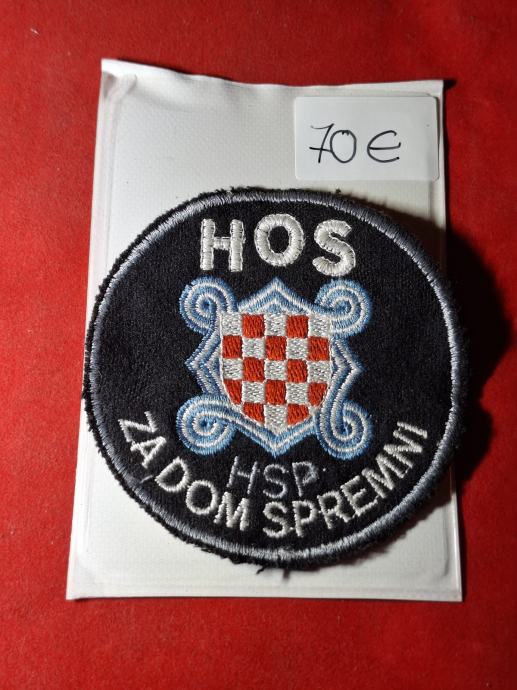 70€
HOS
HSP.
ZA DOM SPREMNI